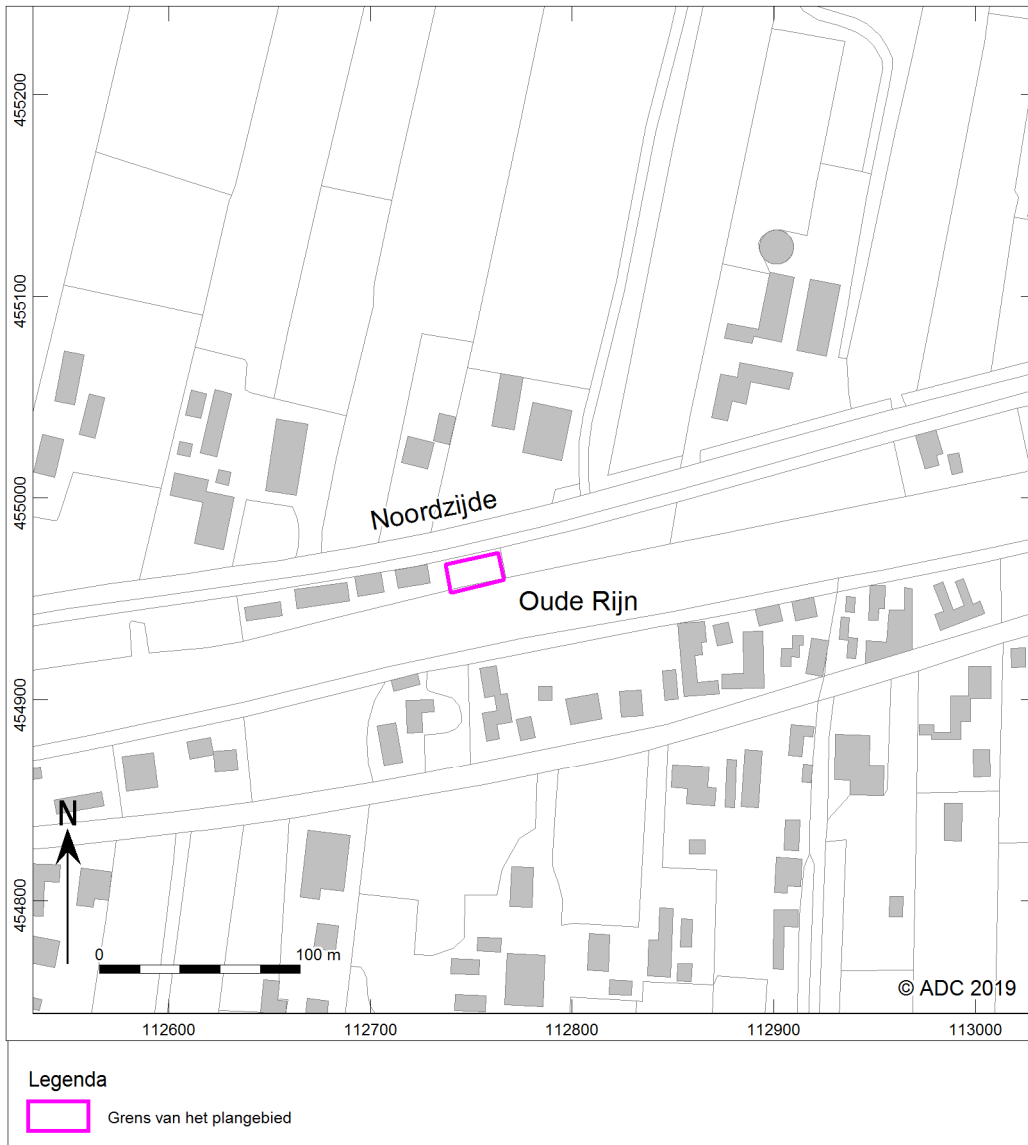 455200
455100
455000
454900
454800
Noordzijde
Oude Rijn
N
0 100 m
© ADC 2019
112600 112700 112800 112900 113000
Legenda
Grens van het plangebied